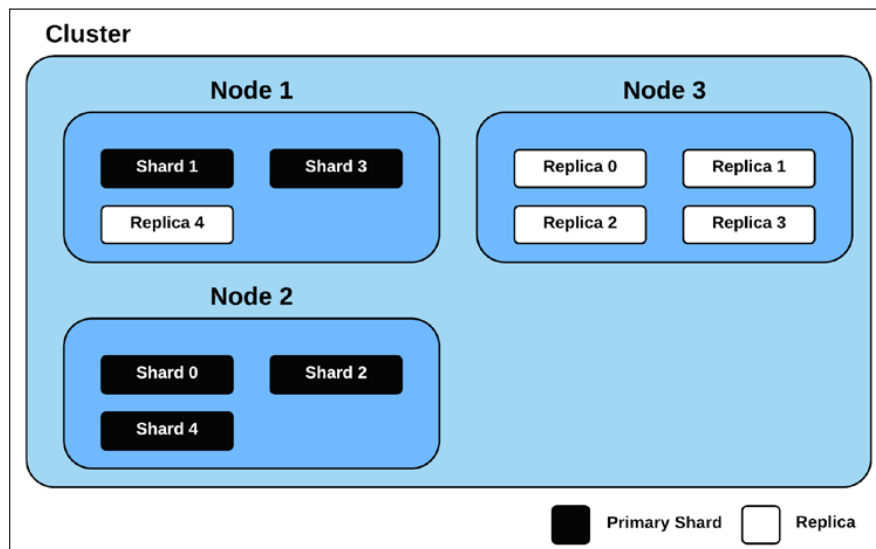 Cluster
Node 1
Shard 1
Shard 3
Replica 4
Node 3
Replica 0
Replica 1
Replica 2
Replica 3
Node 2
Shard 0
Shard 2
Shard 4
Primary Shard
Replica